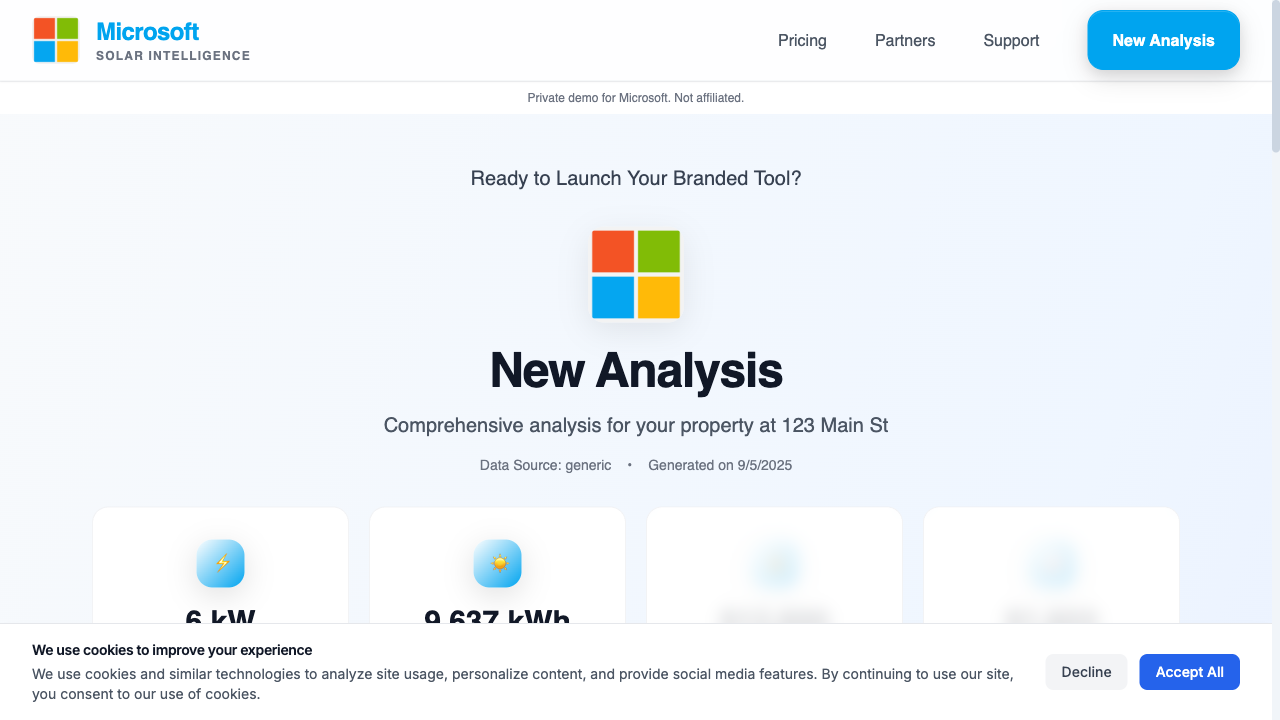 Microsoft
SOLAR INTELLIGENCE
Pricing
Partners
Support
New Analysis
Private demo for Microsoft. Not affiliated.
Ready to Launch Your Branded Tool?
New Analysis
Comprehensive analysis for your property at 123 Main St
Data Source: generic • Generated on 9/5/2025
6 kW
9,637 kWh
We use cookies to improve your experience
We use cookies and similar technologies to analyze site usage, personalize content, and provide social media features. By continuing to use our site,
you consent to our use of cookies.
Decline
Accept All